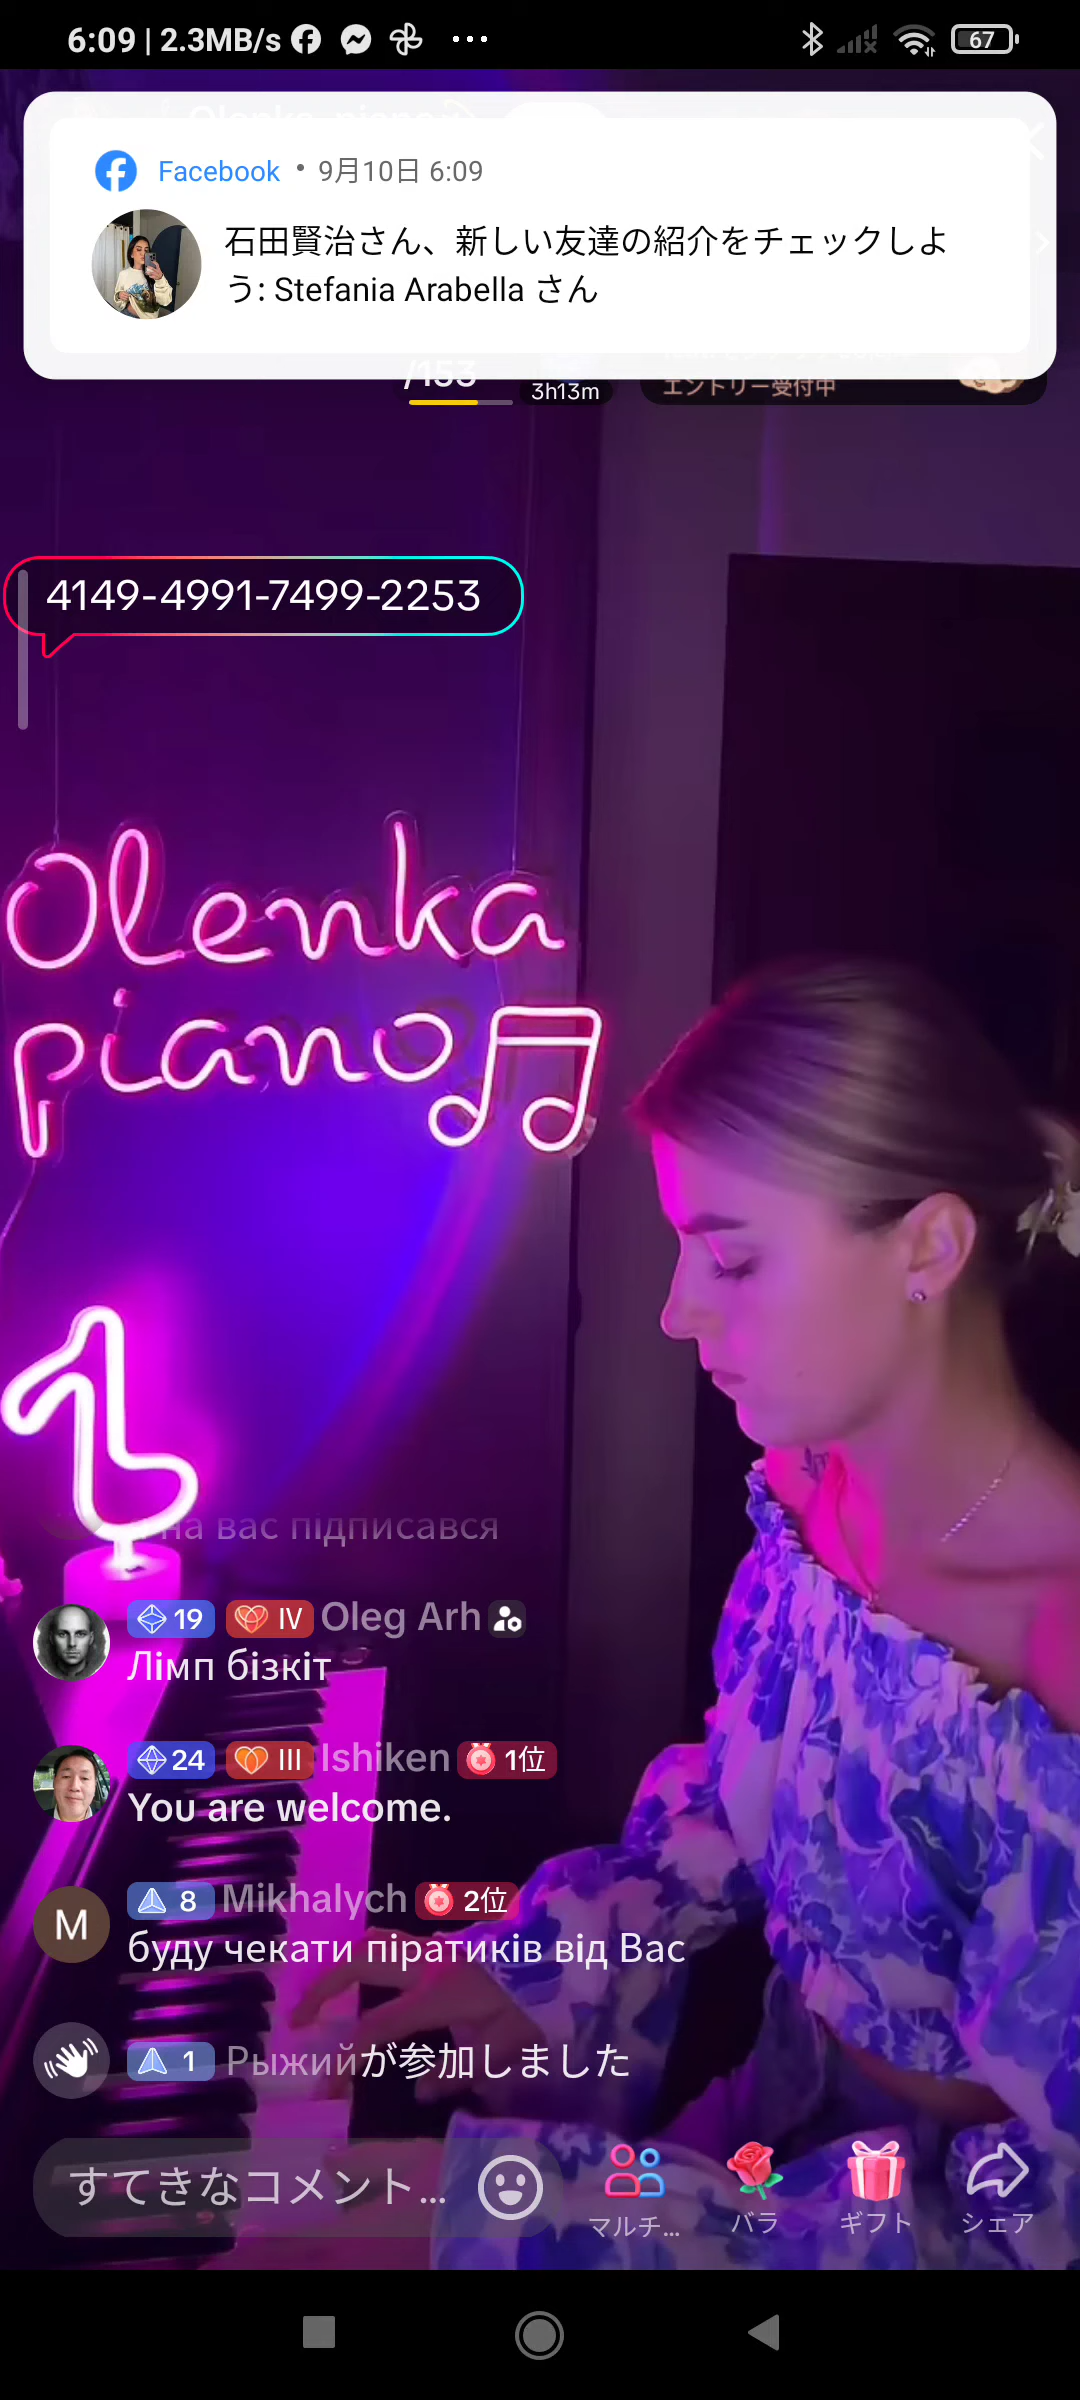 6:09 | 2.3MB/s
67
Facebook • 9月10日 6:09
石田賢治さん、新しい友達の紹介をチェックしよ
う: Stefania Arabella さん
/153
3h13m
エントリー受付中
4149-4991-7499-2253
Olenka
piano
на вас підписався
19 IV Oleg Arh
Лімп бізкіт
24 III Ishiken 1位
You are welcome.
M
8 Mikhalych 2位
буду чекати піратиків від Вас
1 Рыжийが参加しました
すてきなコメント...
マルチ...
バラ
ギフト
シェア